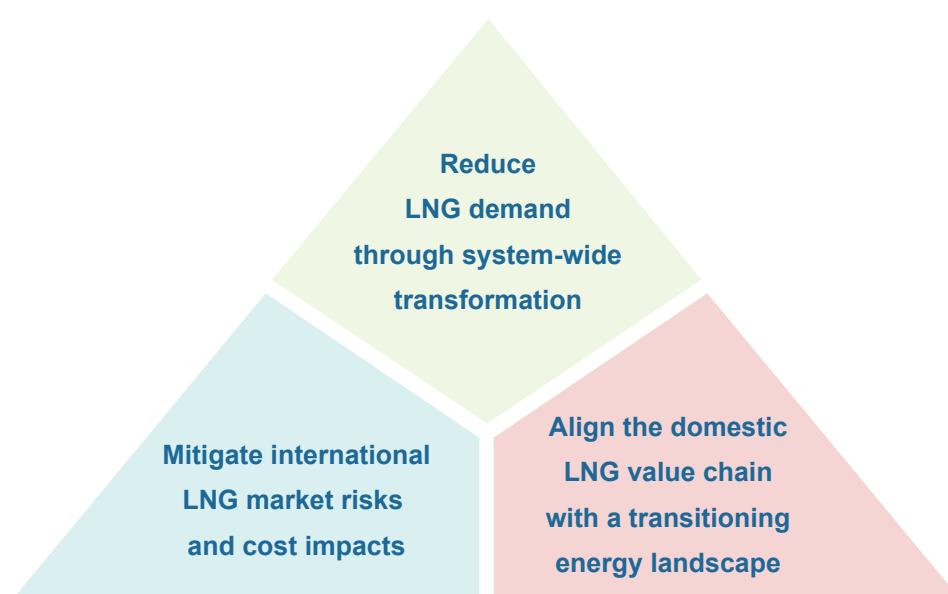 Reduce
LNG demand
through system-wide
transformation
Mitigate international
LNG market risks
and cost impacts
Align the domestic
LNG value chain
with a transitioning
energy landscape